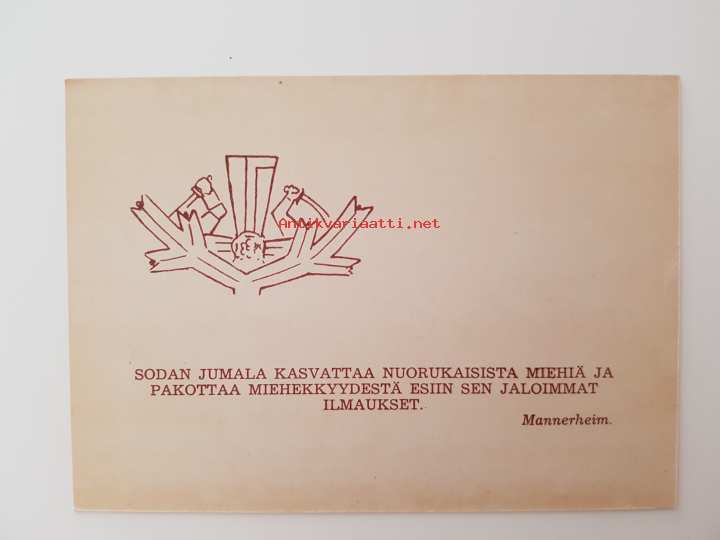 Antikvariaatti.net
SODAN JUMALA KASVATTAA NUORUKAISISTA MIEHIÄ JA
PAKOTTAA MIEHEKKYYDESTÄ ESIIN SEN JALOIMMAT
ILMAUKSET.
Mannerheim.